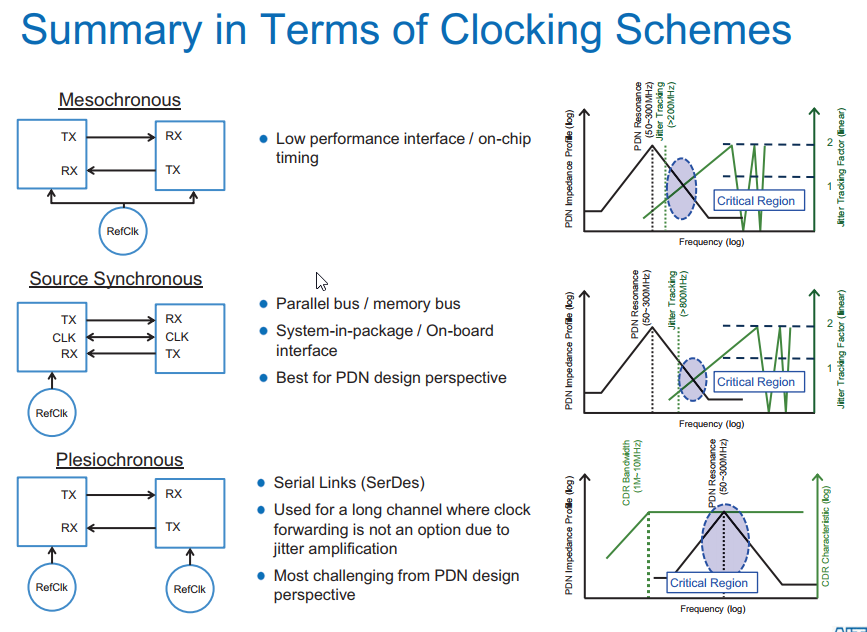 Summary in Terms of Clocking Schemes
Mesochronous
TX
RX
RX
TX
RefClk
Low performance interface / on-chip
timing
PDN Impedance Profile (log)
PDN Resonance
(50~300MHz)
Jitter Tracking
(>200MHz)
2
1
Critical Region
Jitter Tracking Factor (linear)
Frequency (log)
Source Synchronous
TX
RX
CLK
CLK
RX
TX
RefClk
Parallel bus / memory bus
System-in-package / On-board
interface
Best for PDN design perspective
PDN Impedance Profile (log)
PDN Resonance
(50~300MHz)
Jitter Tracking
(>800MHz)
2
1
Critical Region
Jitter Tracking Factor (linear)
Frequency (log)
Plesiochronous
TX
RX
RX
TX
RefClk
RefClk
Serial Links (SerDes)
Used for a long channel where clock
forwarding is not an option due to
jitter amplification
Most challenging from PDN design
perspective
PDN Impedance Profile (log)
CDR Bandwidth
(1M~10MHz)
PDN Resonance
(50~300MHz)
Critical Region
CDR Characteristic (log)
Frequency (log)